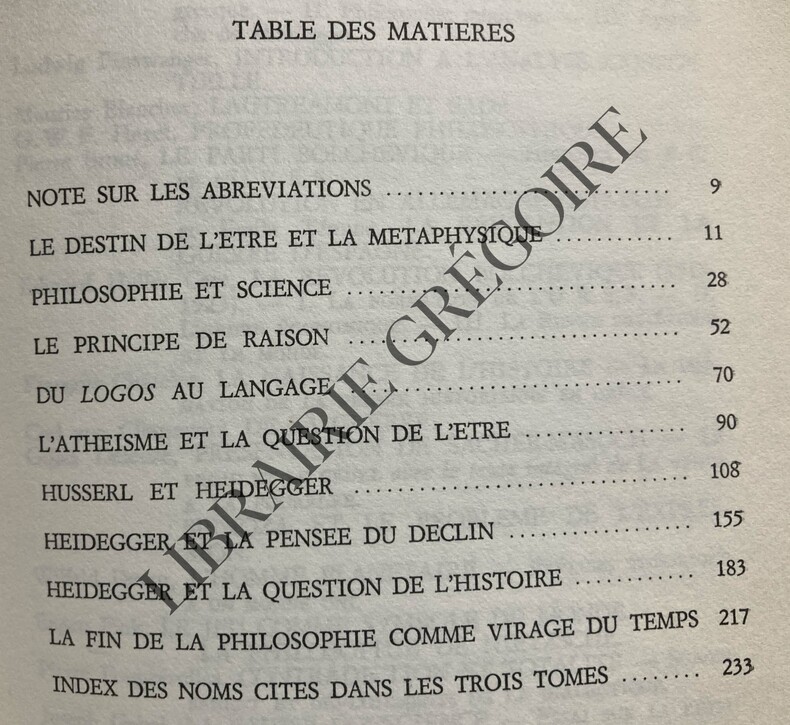 TABLE DES MATIERES
NOTE SUR LES ABREVIATIONS .............................. 9
LE DESTIN DE L'ETRE ET LA METAPHYSIQUE ............ 11
PHILOSOPHIE ET SCIENCE .................................. 28
LE PRINCIPE DE RAISON .................................. 52
DU LOGOS AU LANGAGE .................................. 70
L'ATHEISME ET LA QUESTION DE L'ETRE ................ 90
HUSSERL ET HEIDEGGER .................................. 108
HEIDEGGER ET LA PENSEE DU DECLIN .................. 155
HEIDEGGER ET LA QUESTION DE L'HISTOIRE ............ 183
LA FIN DE LA PHILOSOPHIE COMME VIRAGE DU TEMPS 217
INDEX DES NOMS CITES DANS LES TROIS TOMES ........ 233
LIBRAIRIE GRÉGOIRE